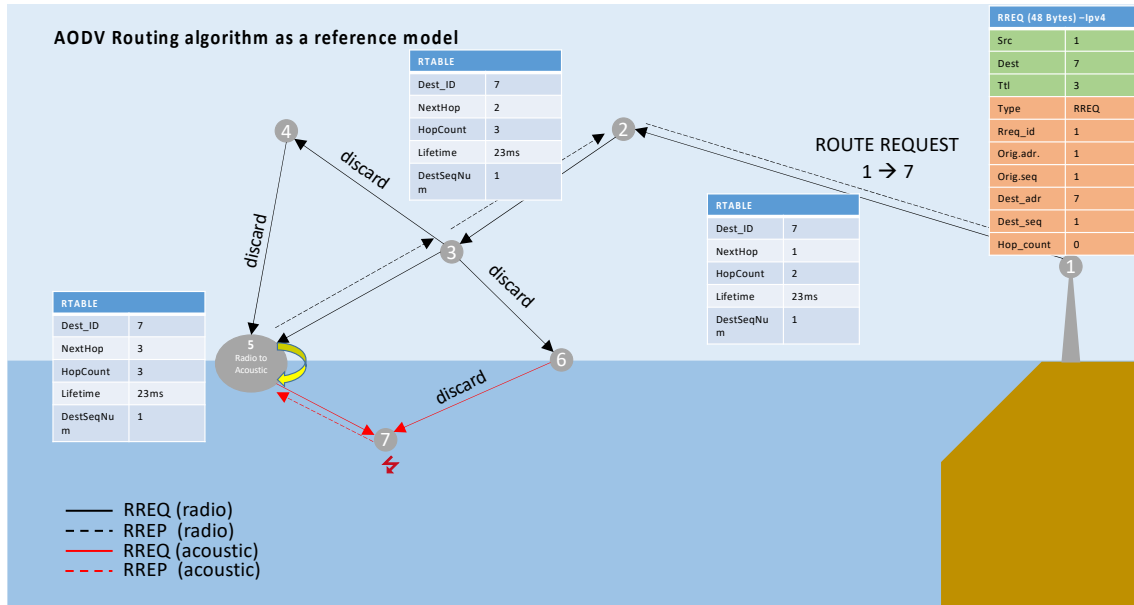 AODV Routing algorithm as a reference model
RREQ (48 Bytes) –Ipv4
Src 1
Dest 7
Ttl 3
Type RREQ
Rreq_id 1
Orig.adr. 1
Orig.seq 1
Dest_adr 7
Dest_seq 1
Hop_count 0
RTABLE
Dest_ID 7
NextHop 2
HopCount 3
Lifetime 23ms
DestSeqNu
m 1
4
2
ROUTE REQUEST
1 → 7
discard
discard
3
discard
1
RTABLE
Dest_ID 7
NextHop 1
HopCount 2
Lifetime 23ms
DestSeqNu
m 1
RTABLE
Dest_ID 7
NextHop 3
HopCount 3
Lifetime 23ms
DestSeqNu
m 1
5
Radio to
Acoustic
6
discard
7
RREQ (radio)
RREP (radio)
RREQ (acoustic)
RREP (acoustic)